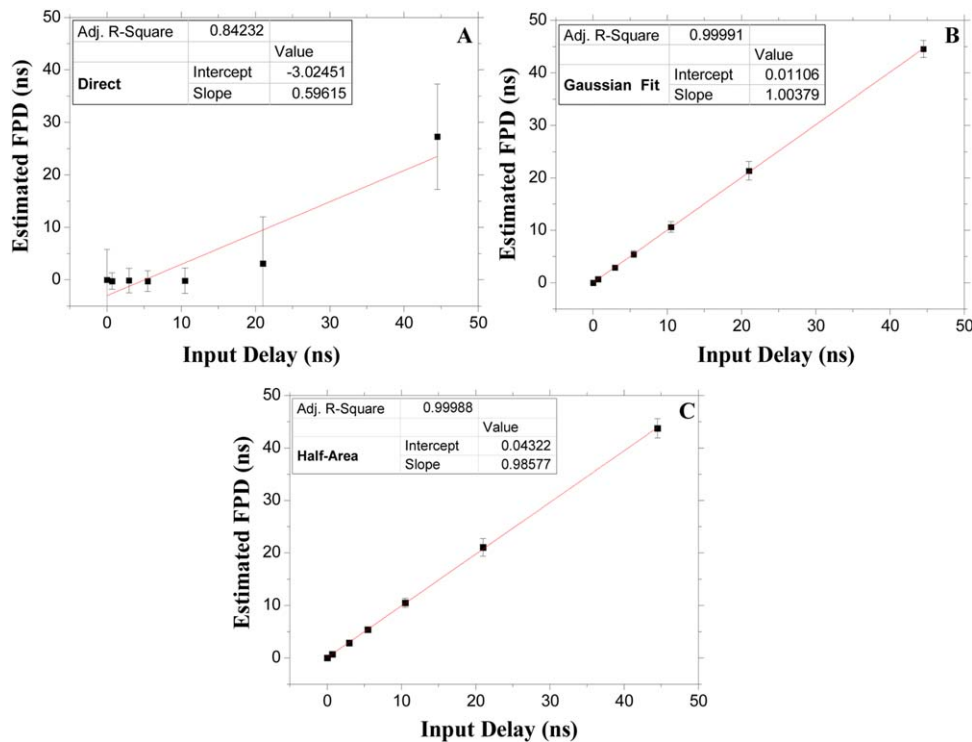 A
Adj. R-Square 0.84232
Value
Direct Intercept -3.02451
Slope 0.59615
50
40
30
20
10
0
Estimated FPD (ns)
0 10 20 30 40 50
Input Delay (ns)
B
Adj. R-Square 0.99991
Value
Gaussian Fit Intercept 0.01106
Slope 1.00379
50
40
30
20
10
0
Estimated FPD (ns)
0 10 20 30 40 50
Input Delay (ns)
C
Adj. R-Square 0.99988
Value
Half-Area Intercept 0.04322
Slope 0.98577
50
40
30
20
10
0
Estimated FPD (ns)
0 10 20 30 40 50
Input Delay (ns)